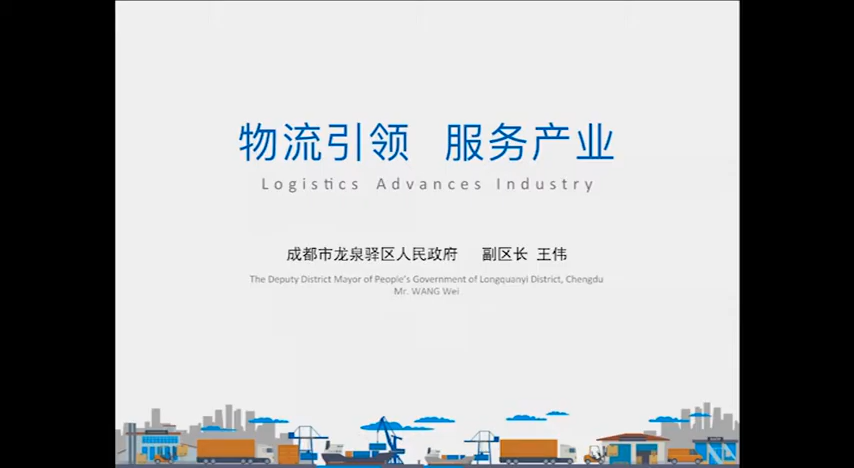 物流引领 服务产业
Logistics Advances Industry
成都市龙泉驿区人民政府 副区长 王伟
The Deputy District Mayor of People's Government of Longquanyi District, Chengdu
Mr. WANG Wei